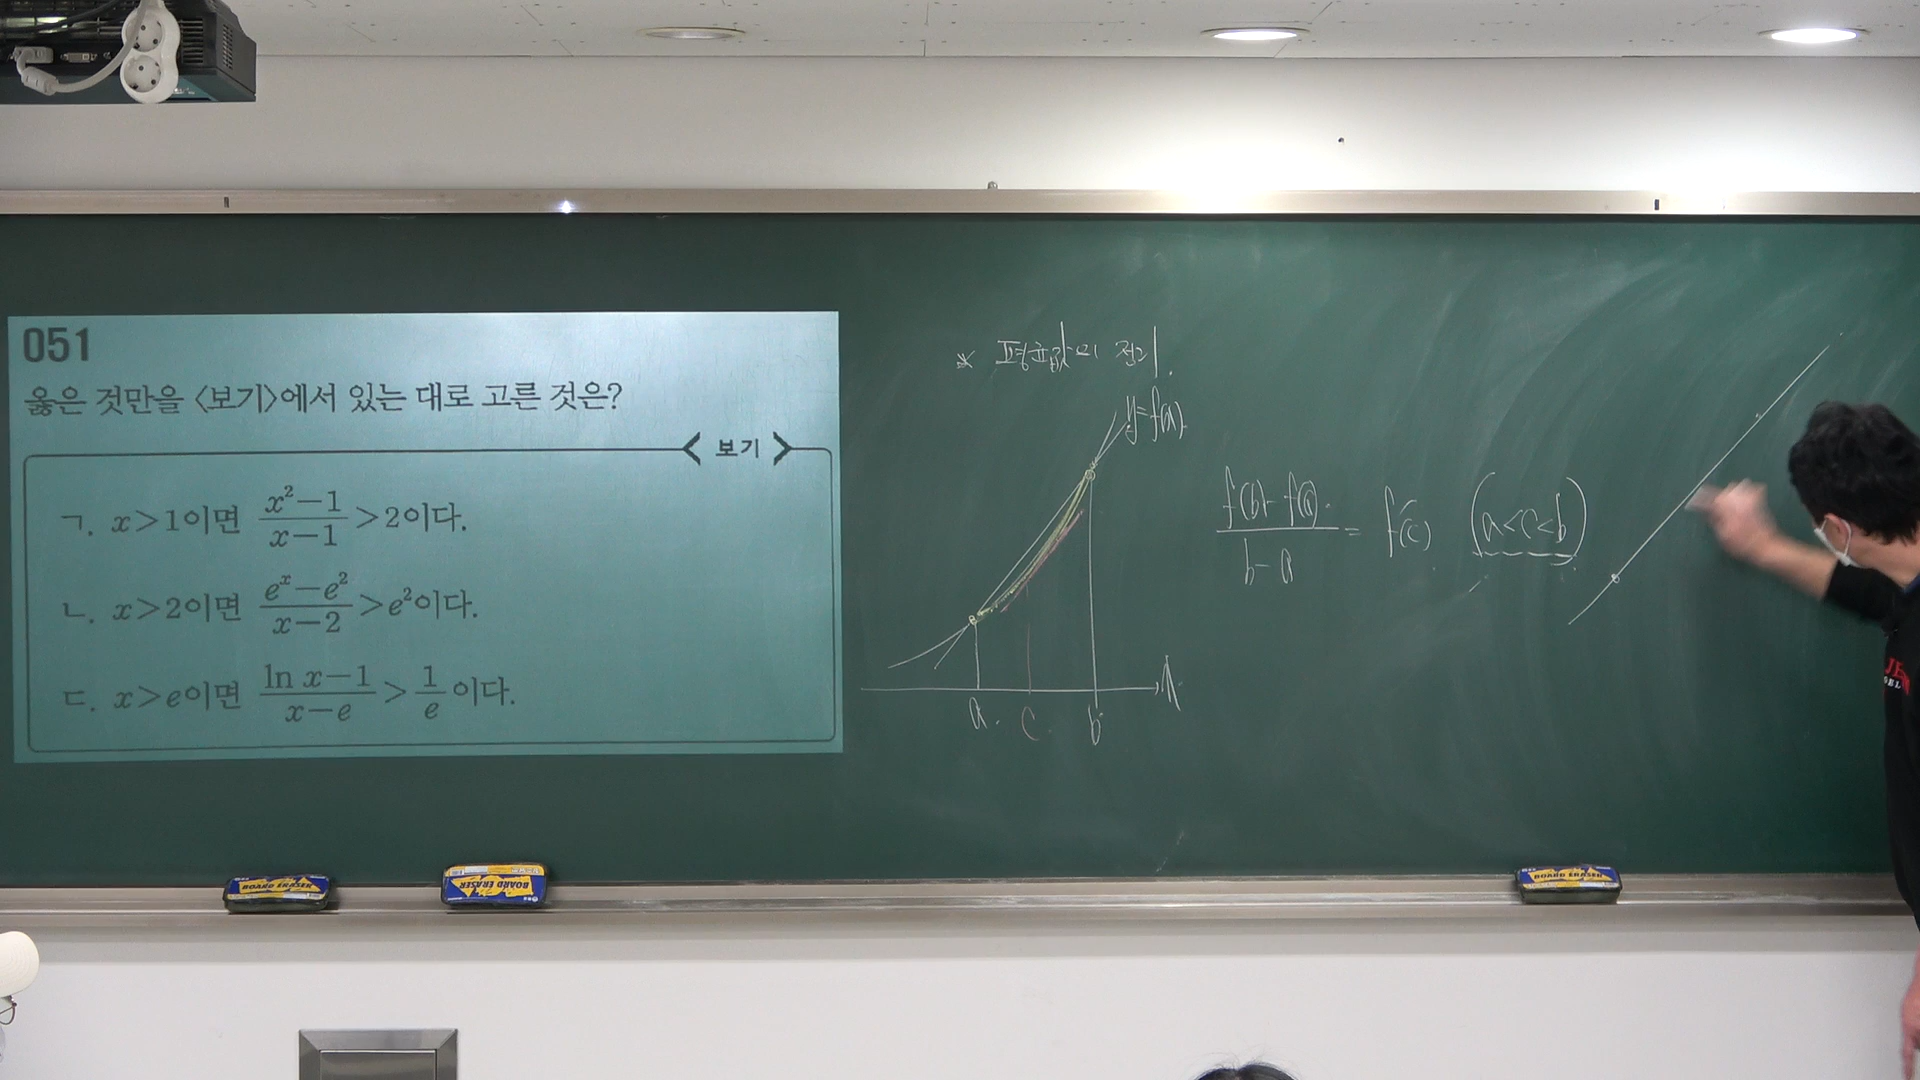 051
옳은 것만을 <보기>에서 있는 대로 고른 것은?
<보기>
ㄱ. x>1이면 (x²-1)/(x-1)>2이다.
ㄴ. x>2이면 (eˣ-e²)/(x-2)>e²이다.
ㄷ. x>e이면 (ln x-1)/(x-e)>1/e이다.
* 평균값의 정리.
y=f(x)
a. c. b
x
(f(b)-f(a))/(b-a) = f'(c) (a<c<b)
BOARD ERASER
BOARD ERASER
BOARD ERASER